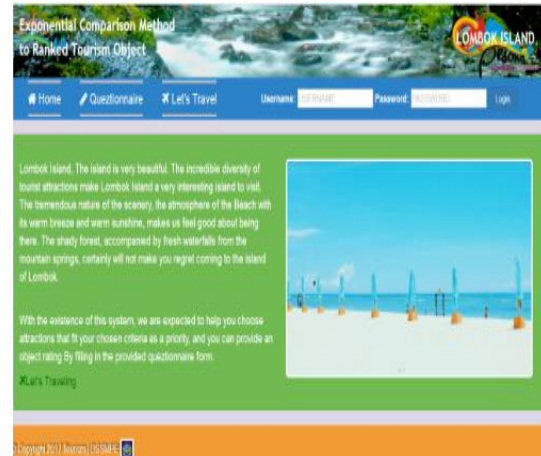 Exponential Comparison Method
to Ranked Tourism Object
LOMBOK ISLAND
Home Queztionnaire Let's Travel Username: USERNAME Password: PASSWORD Login
Lombok Island. The island is very beautiful. The incredible diversity of
tourist attractions make Lombok Island a very interesting island to visit.
The tremendous nature of the scenery, the atmosphere of the Beach with
its warm breeze and warm sunshine, makes us feel good about being
there. The shady forest, accompanied by fresh waterfalls from the
mountain springs, certainly will not make you regret coming to the island
of Lombok.
With the existence of this system, we are expected to help you choose
attractions that fit your chosen criteria as a priority, and you can provide an
object rating By filling in the provided queztionnaire form.
Let's Traveling
© Copyright 2017 Tourism |